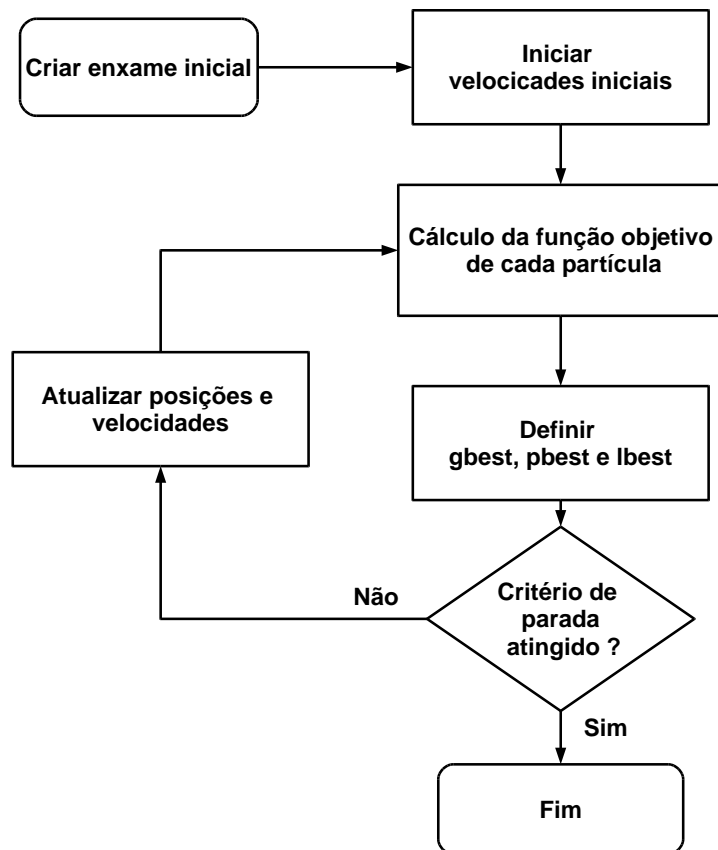 Criar enxame inicial
Iniciar
velocicades iniciais
Cálculo da função objetivo
de cada partícula
Atualizar posições e
velocidades
Definir
gbest, pbest e lbest
Não
Critério de
parada
atingido ?
Sim
Fim